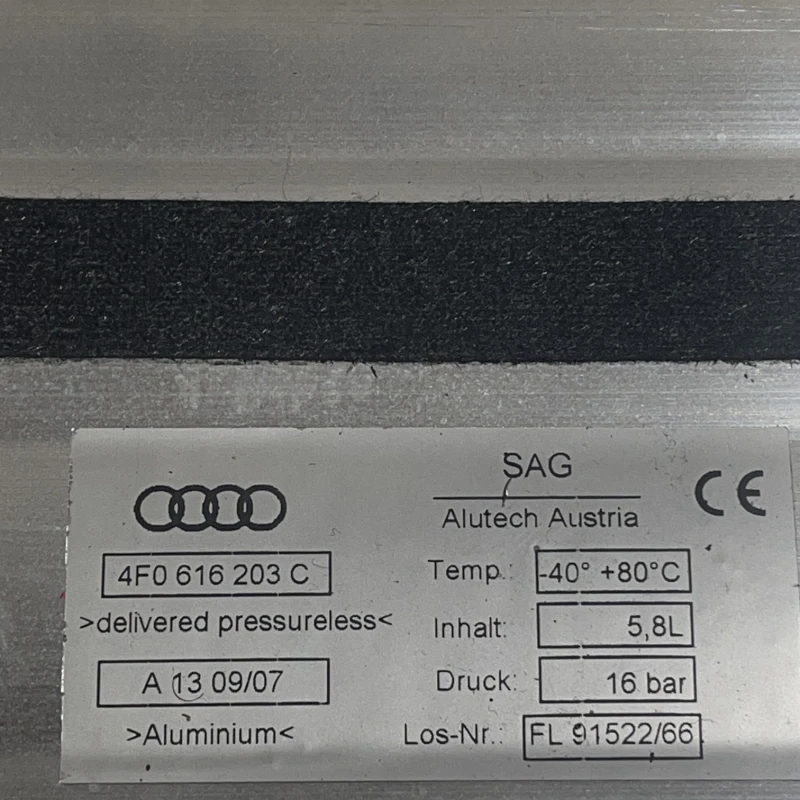 SAG
Alutech Austria
CE
4F0 616 203 C
>delivered pressureless<
A 13 09/07
>Aluminium<
Temp.: -40° +80°C
Inhalt: 5,8L
Druck: 16 bar
Los-Nr.: FL 91522/66